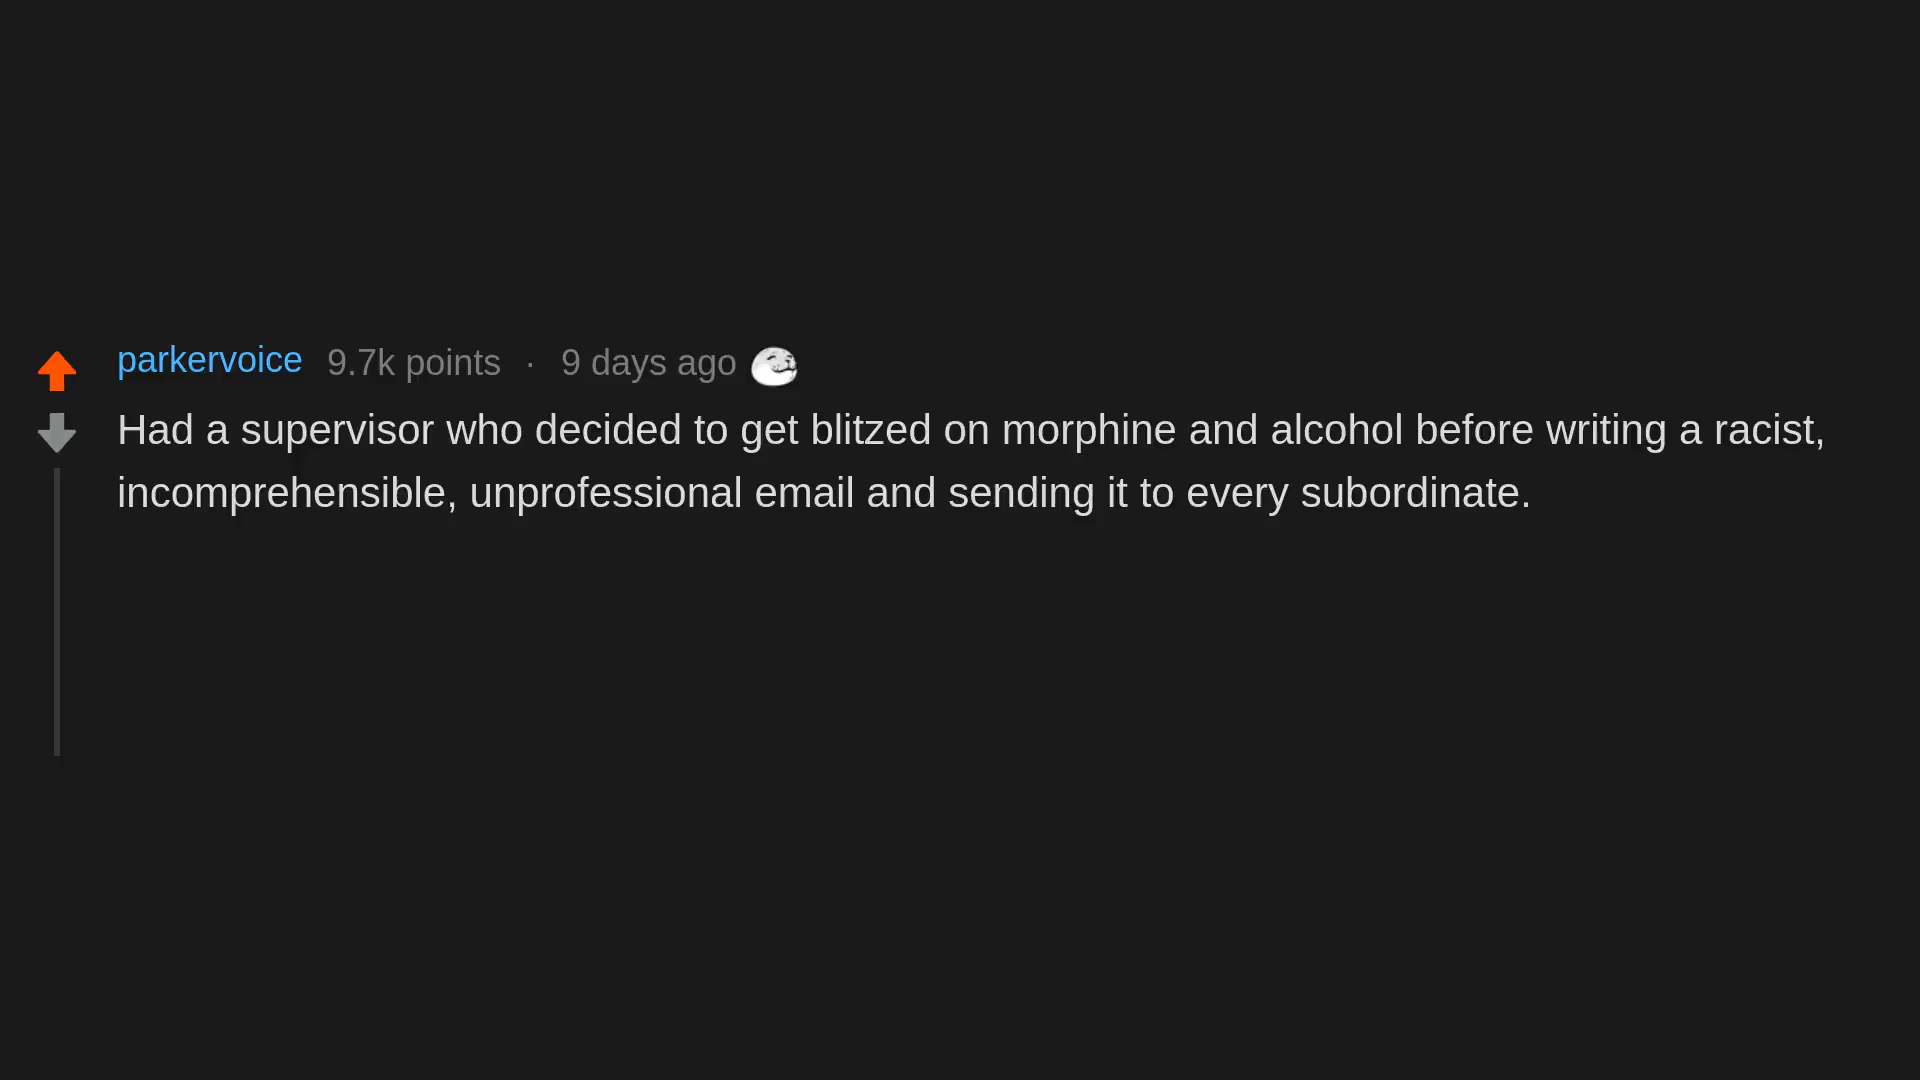 parkervoice 9.7k points · 9 days ago
Had a supervisor who decided to get blitzed on morphine and alcohol before writing a racist,
incomprehensible, unprofessional email and sending it to every subordinate.